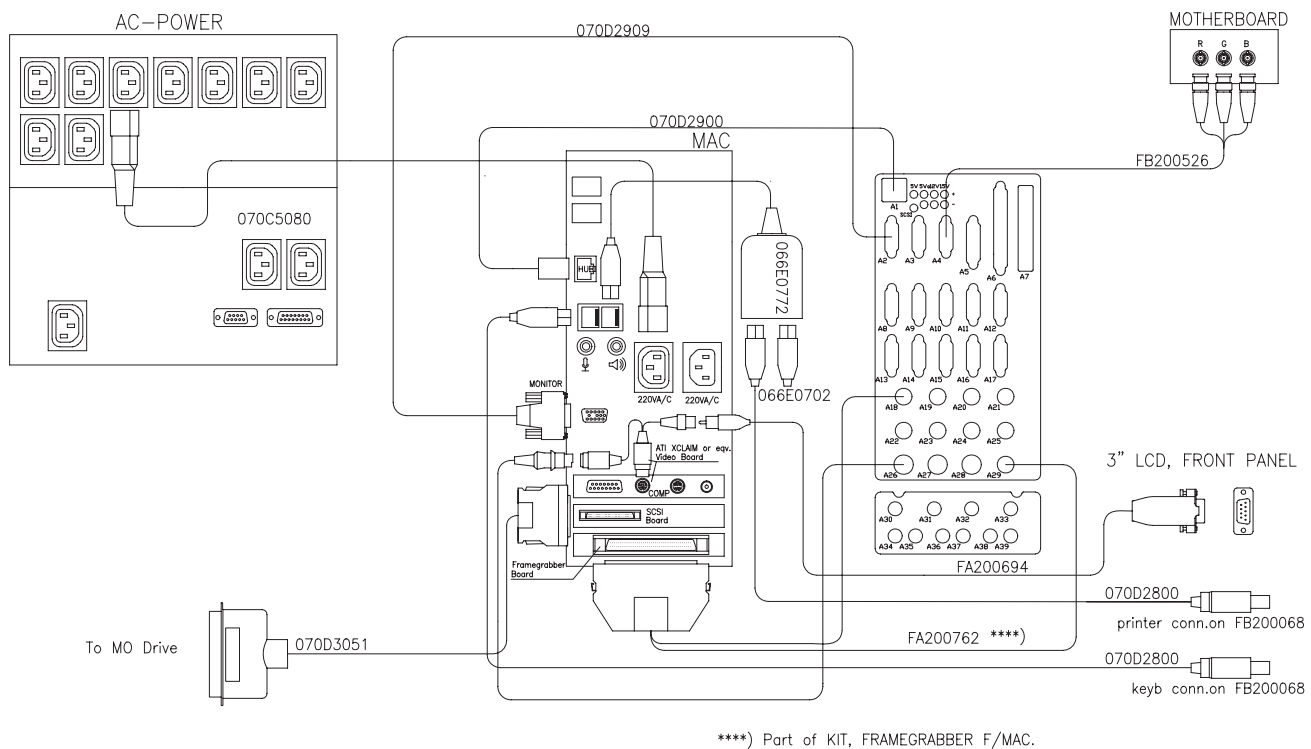 AC-POWER
070D2909
MOTHERBOARD
R G B
070D2900
MAC
FB200526
070C5080
HUB
066E0772
5V 5Vd 12V 15V
+
-
SCSI
A1
A2 A3 A4 A5 A6 A7
A8 A9 A10 A11 A12
A13 A14 A15 A16 A17
A18 A19 A20 A21
A22 A23 A24 A25
A26 A27 A28 A29
A30 A31 A32 A33
A34 A35 A36 A37 A38 A39
MONITOR
220VA/C 220VA/C
066E0702
ATI XCLAIM or eqv.
Video Board
COMP
SCSI
Board
Framegrabber
Board
3" LCD, FRONT PANEL
FA200694
070D2800
printer conn.on FB200068
FA200762 ****)
070D2800
keyb conn.on FB200068
To MO Drive
070D3051
****) Part of KIT, FRAMEGRABBER F/MAC.